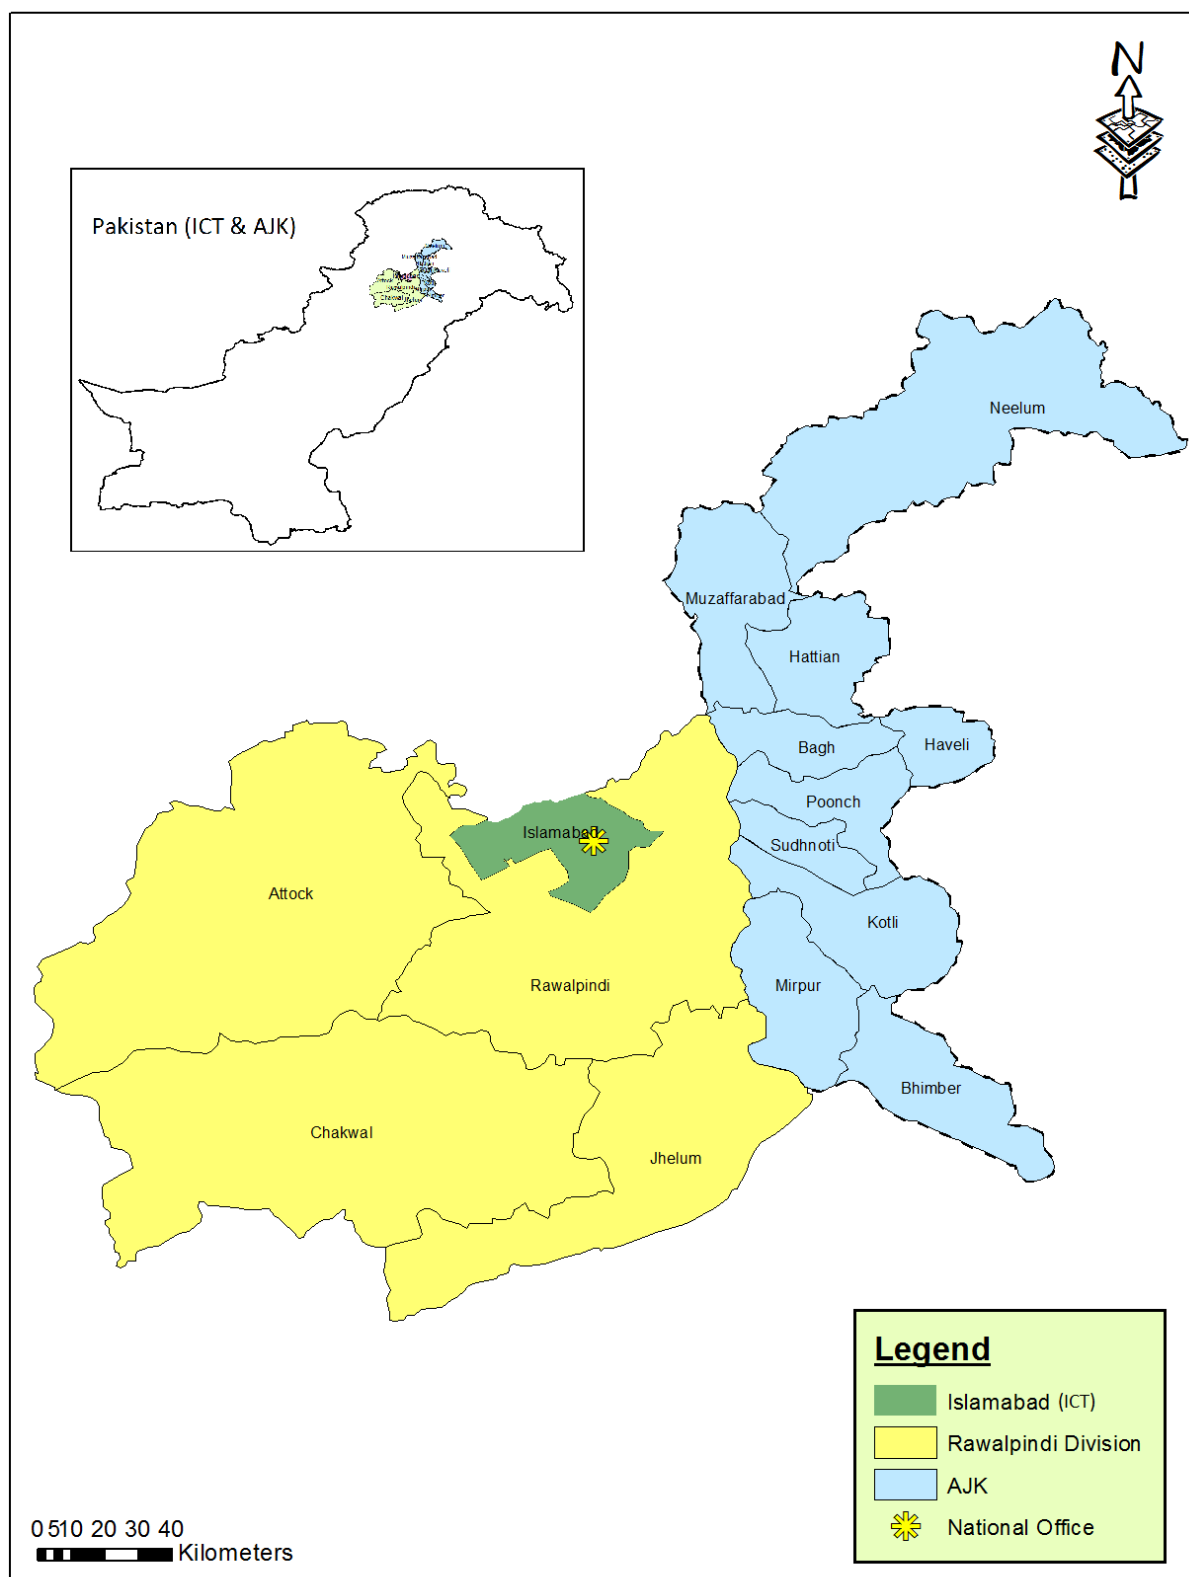 N
Pakistan (ICT & AJK)
Chakwal
Neelum
Muzaffarabad
Hattian
Bagh
Haveli
Poonch
Islamabad
Sudhnoti
Attock
Kotli
Rawalpindi
Mirpur
Bhimber
Chakwal
Jhelum
Legend
Islamabad (ICT)
Rawalpindi Division
AJK
National Office
0 510 20 30 40
Kilometers